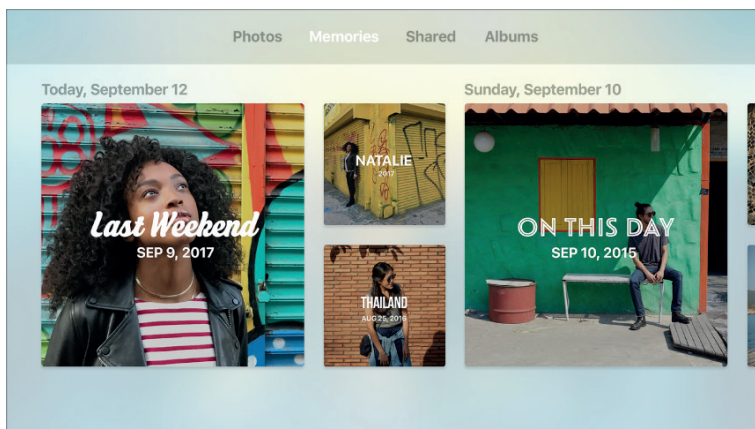 Photos Memories Shared Albums
Today, September 12
Sunday, September 10
Last Weekend
SEP 9, 2017
NATALIE
2017
THAILAND
AUG 25, 2016
ON THIS DAY
SEP 10, 2015